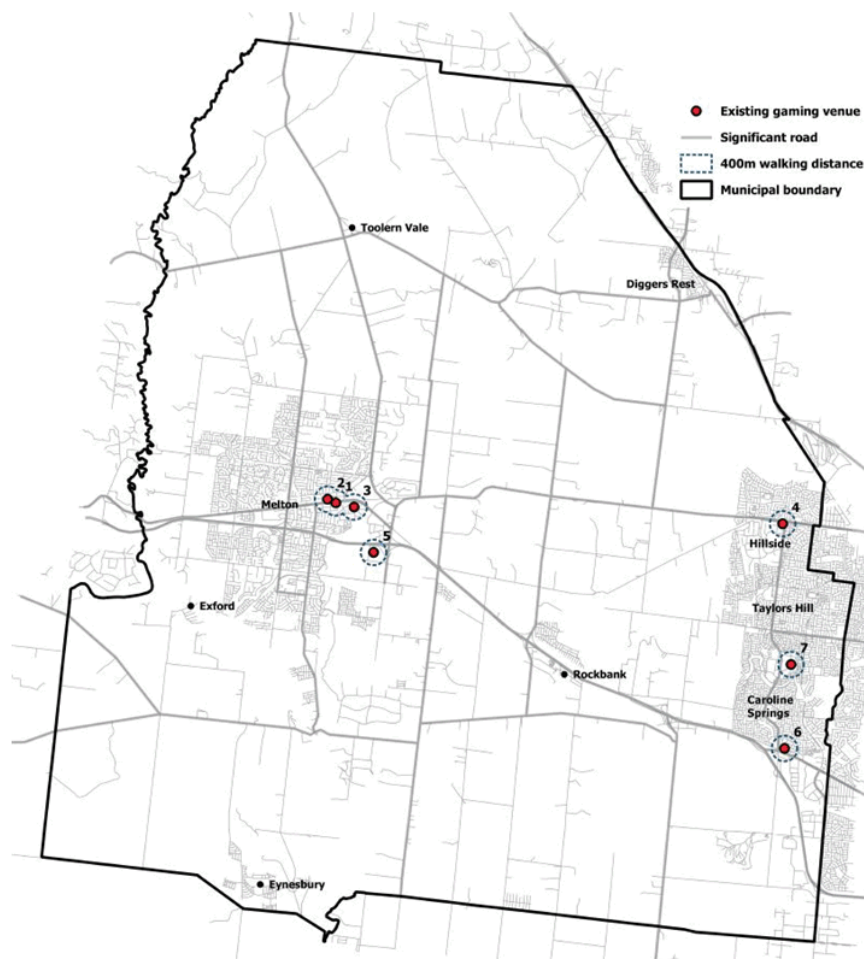 Existing gaming venue
Significant road
400m walking distance
Municipal boundary
Toolern Vale
Diggers Rest
2
1
3
Melton
4
5
Hillside
Exford
Taylors Hill
7
Rockbank
Caroline
Springs
6
Eynesbury